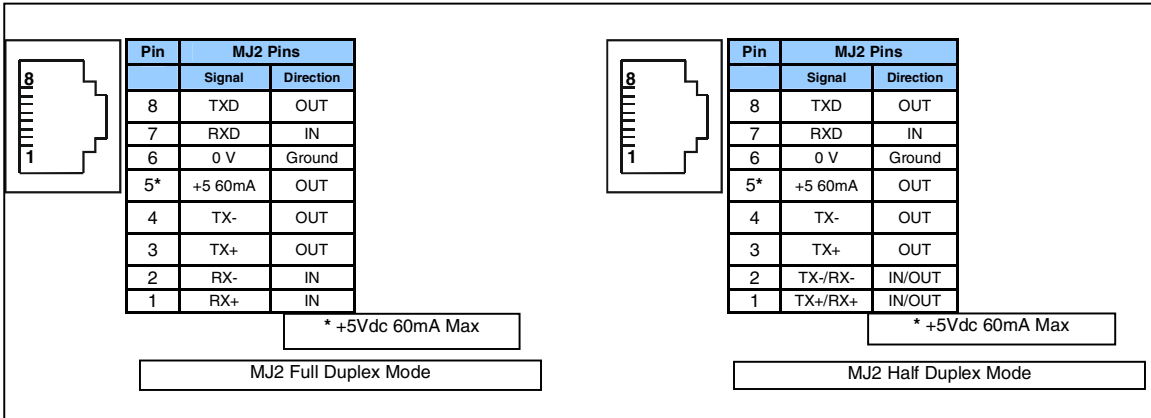 8
1
Pin MJ2 Pins
Signal Direction
8 TXD OUT
7 RXD IN
6 0 V Ground
5* +5 60mA OUT
4 TX- OUT
3 TX+ OUT
2 RX- IN
1 RX+ IN
* +5Vdc 60mA Max
MJ2 Full Duplex Mode
8
1
Pin MJ2 Pins
Signal Direction
8 TXD OUT
7 RXD IN
6 0 V Ground
5* +5 60mA OUT
4 TX- OUT
3 TX+ OUT
2 TX-/RX- IN/OUT
1 TX+/RX+ IN/OUT
* +5Vdc 60mA Max
MJ2 Half Duplex Mode